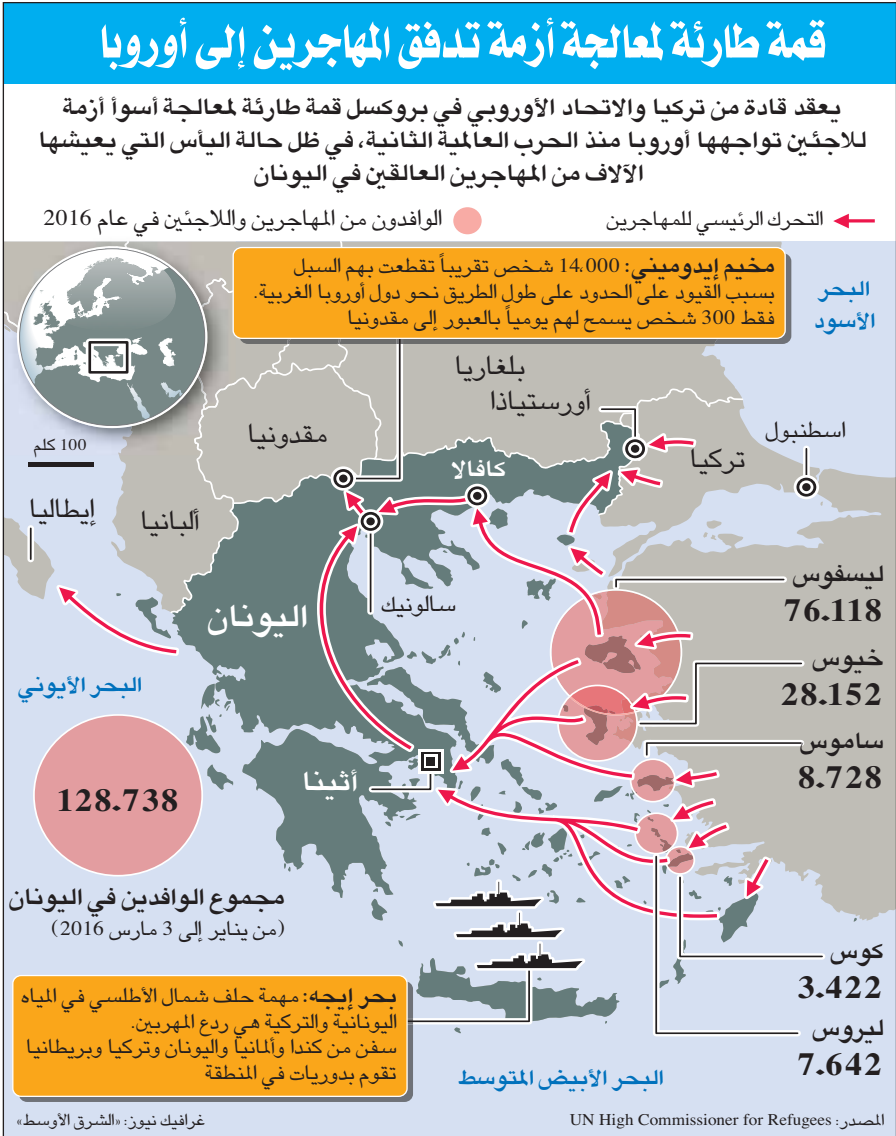 قمة طارئة لمعالجة أزمة تدفق المهاجرين إلى أوروبا
يعقد قادة من تركيا والاتحاد الأوروبي في بروكسل قمة طارئة لمعالجة أسوأ أزمة
للاجئين تواجهها أوروبا منذ الحرب العالمية الثانية، في ظل حالة اليأس التي يعيشها
الآلاف من المهاجرين العالقين في اليونان
التحرك الرئيسي للمهاجرين
الوافدون من المهاجرين واللاجئين في عام 2016
مخيم إيدوميني: 14،000 شخص تقريباً تقطعت بهم السبل
بسبب القيود على الحدود على طول الطريق نحو دول أوروبا الغربية.
فقط 300 شخص يسمح لهم يومياً بالعبور إلى مقدونيا
البحر
الأسود
بلغاريا
أورستياذا
مقدونيا
اسطنبول
تركيا
كافالا
100 كلم
إيطاليا
ألبانيا
ليسفوس
76.118
سالونيك
اليونان
خيوس
28.152
البحر الأيوني
ساموس
8.728
أثينا
128.738
مجموع الوافدين في اليونان
(من يناير إلى 3 مارس 2016)
كوس
3.422
ليروس
7.642
بحر إيجه: مهمة حلف شمال الأطلسي في المياه
اليونانية والتركية هي ردع المهربين.
سفن من كندا وألمانيا واليونان وتركيا وبريطانيا
تقوم بدوريات في المنطقة
البحر الأبيض المتوسط
المصدر: UN High Commissioner for Refugees
غرافيك نيوز: «الشرق الأوسط»